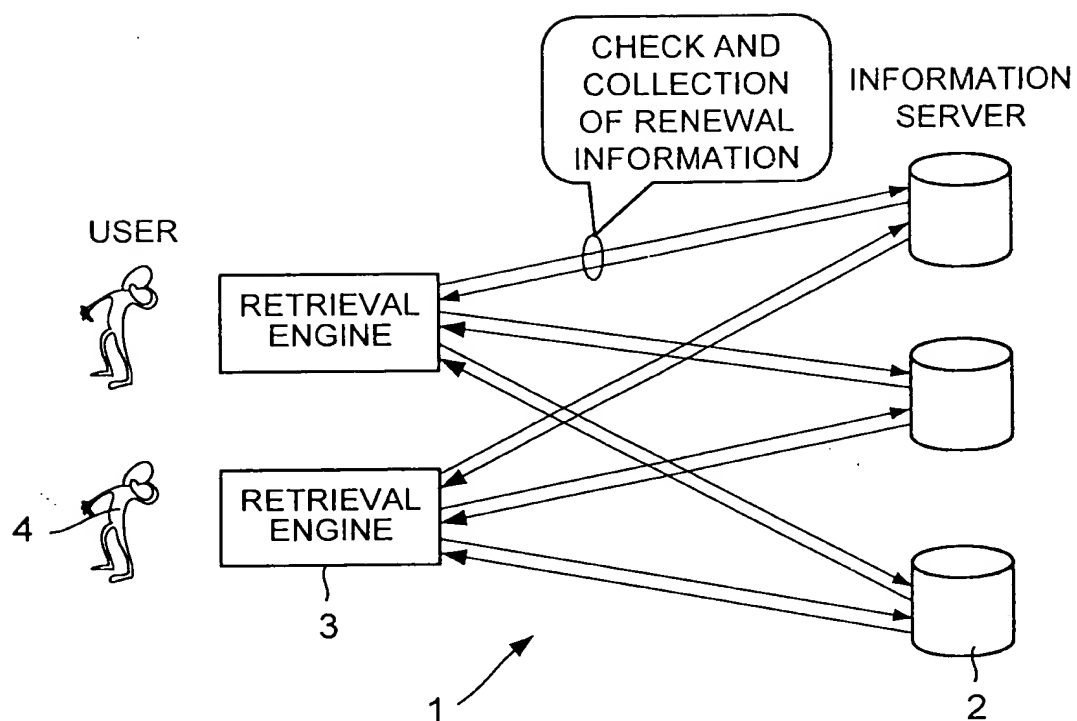 CHECK AND
COLLECTION
OF RENEWAL
INFORMATION
INFORMATION
SERVER
USER
RETRIEVAL
ENGINE
RETRIEVAL
ENGINE
4
3
1
2